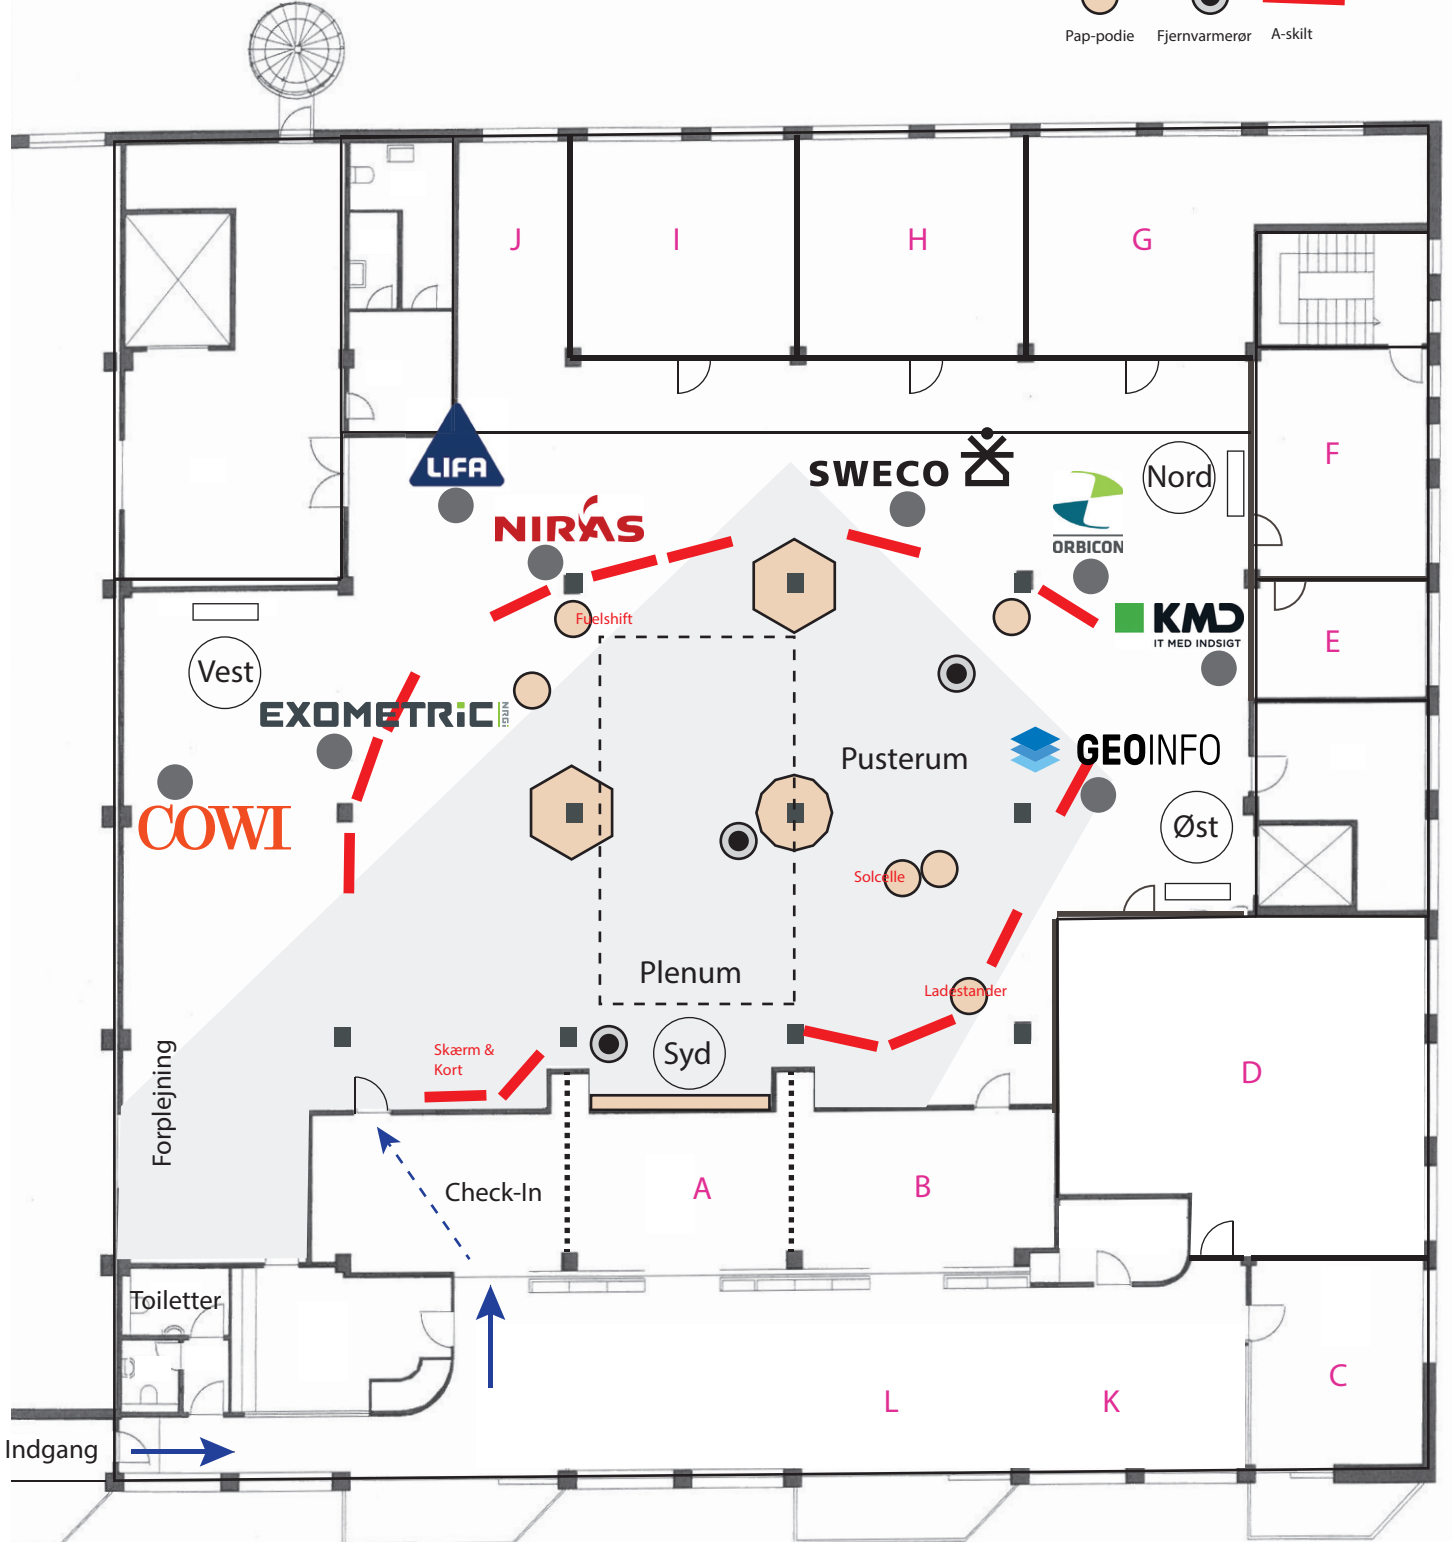 Pap-podie
Fjernvarmerør
A-skilt
J
I
H
G
LIFA
SWECO
Nord
F
NIRAS
ORBICON
Fuelshift
KMD
IT MED INDSIGT
E
Vest
EXOMETRIC
NRGi
Pusterum
GEOINFO
COWI
Øst
Solcelle
Plenum
Ladestander
Skærm &
Kort
Syd
D
Forplejning
Check-In
A
B
Toiletter
C
L
K
Indgang